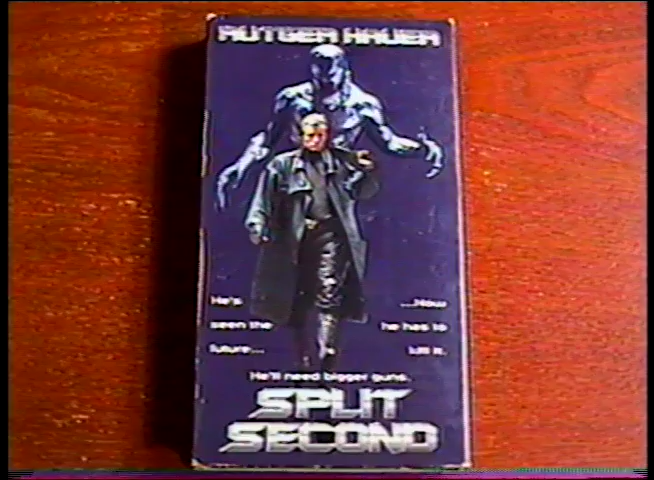 RUTGER HAUER
He's ...Now
seen the he has to
future... kill it.
He'll need bigger guns.
SPLIT
SECOND